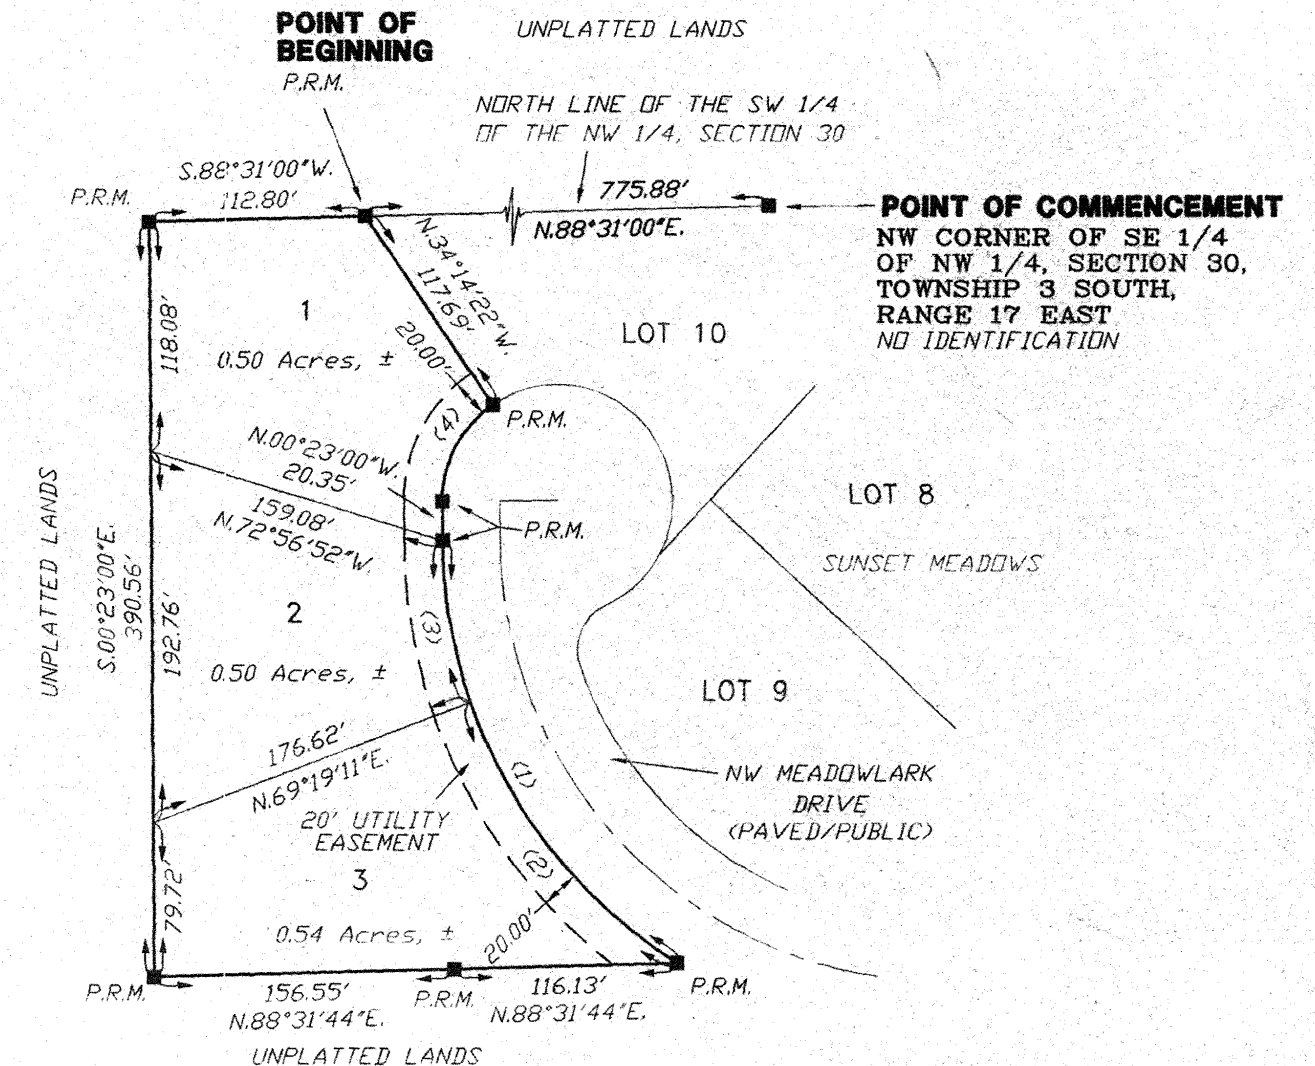 POINT OF
BEGINNING
P.R.M.
UNPLATTED LANDS
NORTH LINE OF THE SW 1/4
OF THE NW 1/4, SECTION 30
S.88°31'00"W.
112.80'
P.R.M.
775.88'
N.88°31'00"E.
POINT OF COMMENCEMENT
NW CORNER OF SE 1/4
OF NW 1/4, SECTION 30,
TOWNSHIP 3 SOUTH,
RANGE 17 EAST
NO IDENTIFICATION
N.34°14'22"W.
117.69'
20.00'
1
0.50 Acres, ±
118.08'
LOT 10
(4)
P.R.M.
N.00°23'00"W.
20.35'
159.08'
N.72°56'52"W.
P.R.M.
LOT 8
SUNSET MEADOWS
UNPLATTED LANDS
S.00°23'00"E.
390.56'
192.76'
2
0.50 Acres, ±
(3)
LOT 9
176.62'
N.69°19'11"E.
(1)
NW MEADOWLARK
DRIVE
(PAVED/PUBLIC)
20' UTILITY
EASEMENT
(2)
3
79.72'
0.54 Acres, ±
20.00'
P.R.M.
156.55'
N.88°31'44"E.
P.R.M.
116.13'
N.88°31'44"E.
P.R.M.
UNPLATTED LANDS